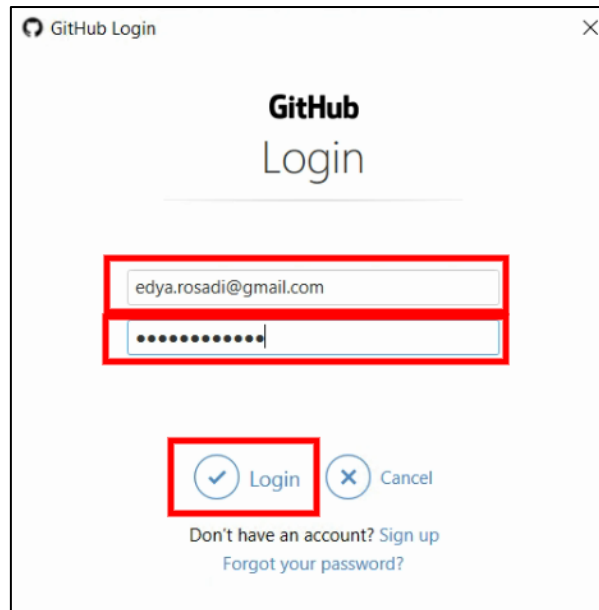 GitHub Login
GitHub
Login
edya.rosadi@gmail.com
••••••••••••
Login Cancel
Don't have an account? Sign up
Forgot your password?